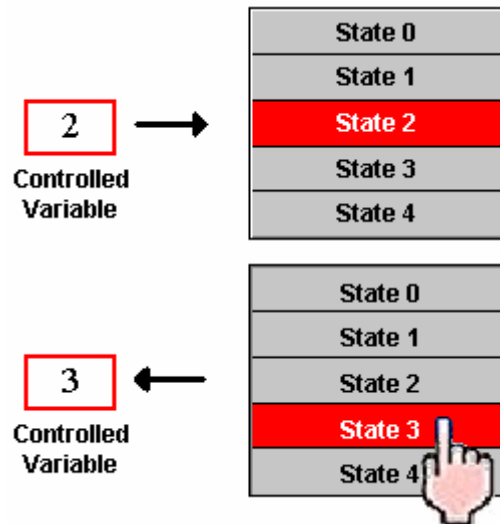 State 0
State 1
2
State 2
Controlled
Variable
State 3
State 4
State 0
State 1
3
State 2
Controlled
Variable
State 3
State 4